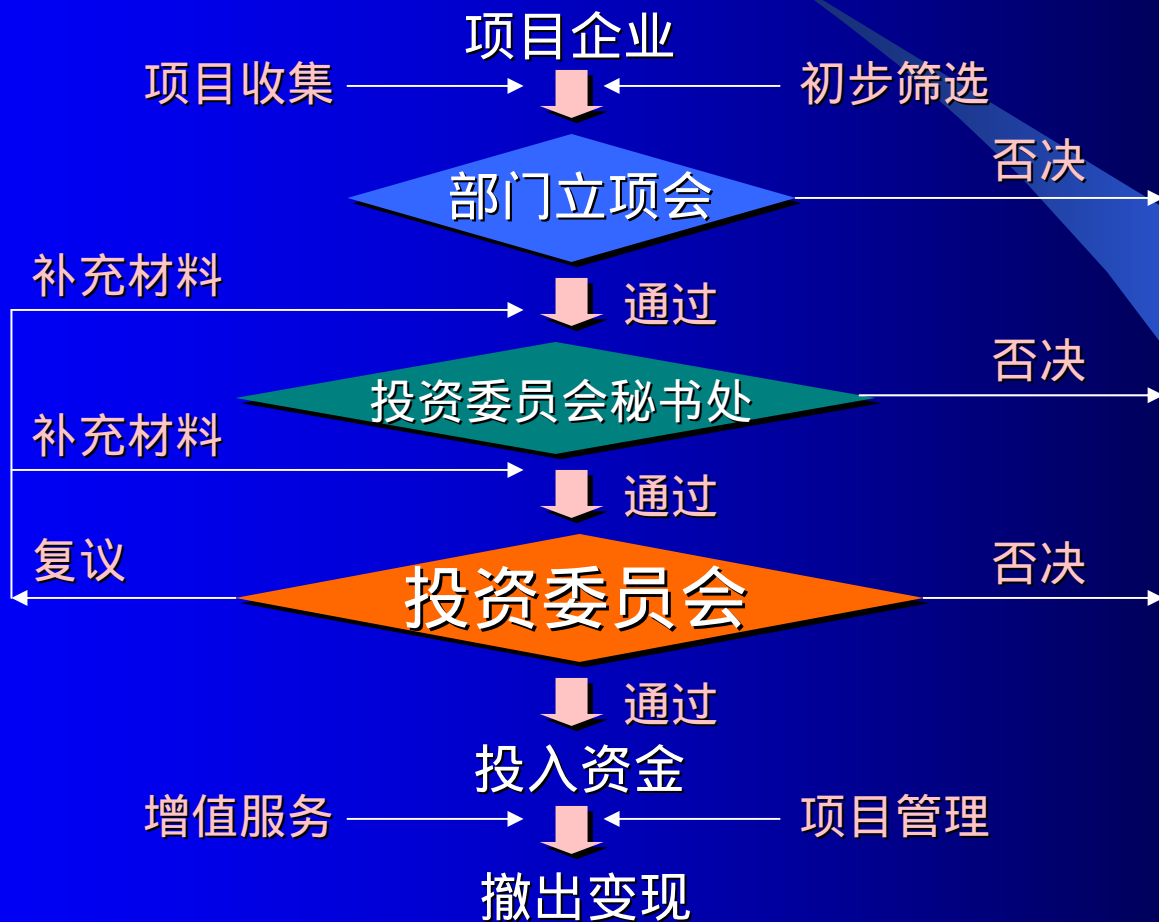 项目企业
项目收集
初步筛选
部门立项会
否决
补充材料
通过
投资委员会秘书处
否决
补充材料
通过
复议
投资委员会
否决
通过
投入资金
增值服务
项目管理
撤出变现